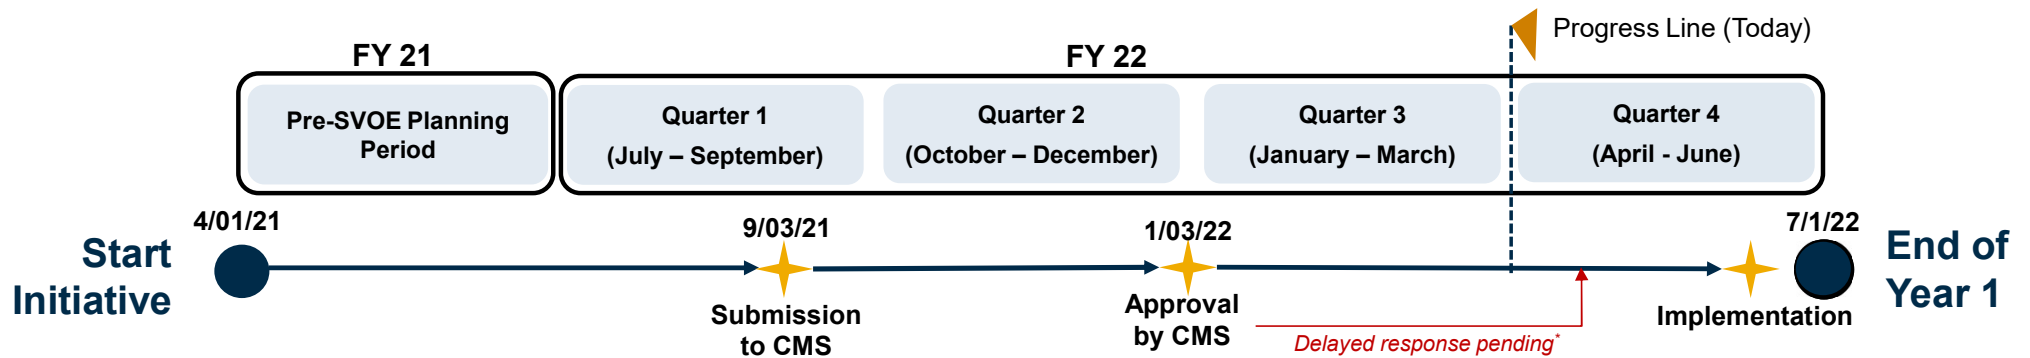 Progress Line (Today)
FY 21
FY 22
Pre-SVOE Planning
Period
Quarter 1
(July – September)
Quarter 2
(October – December)
Quarter 3
(January – March)
Quarter 4
(April - June)
4/01/21
9/03/21
1/03/22
7/1/22
Start
Initiative
End of
Year 1
Submission
to CMS
Approval
by CMS
Implementation
Delayed response pending*